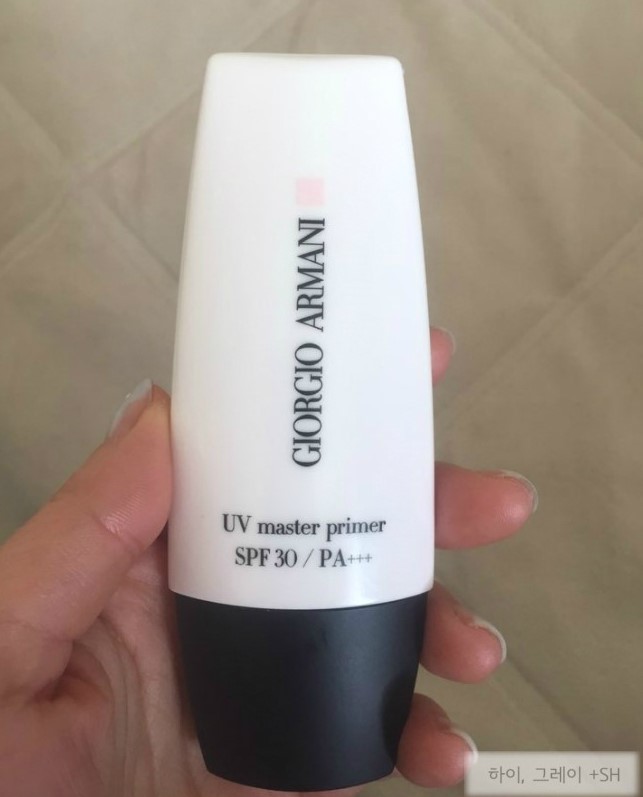 GIORGIO ARMANI
UV master primer
SPF 30 / PA+++
하이, 그레이 +SH